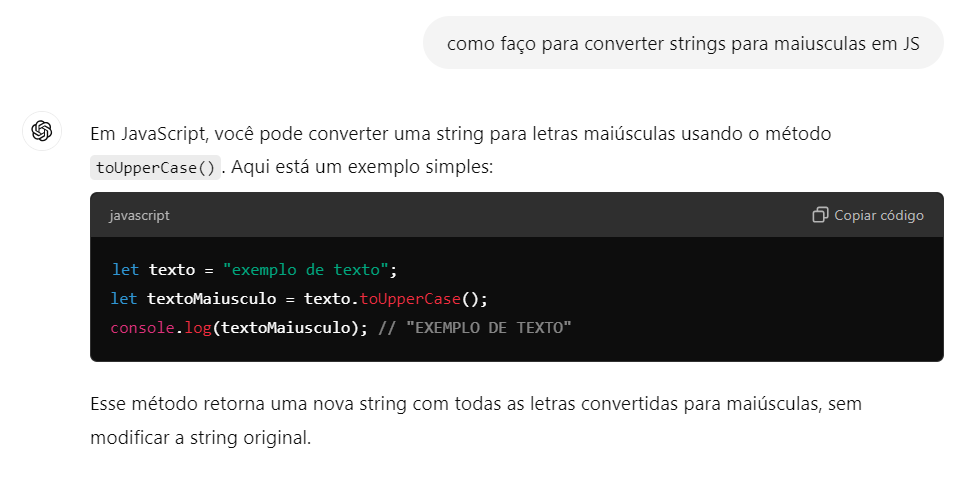 como faço para converter strings para maiusculas em JS
Em JavaScript, você pode converter uma string para letras maiúsculas usando o método
toUpperCase(). Aqui está um exemplo simples:
javascript
Copiar código
let texto = "exemplo de texto";
let textoMaiusculo = texto.toUpperCase();
console.log(textoMaiusculo); // "EXEMPLO DE TEXTO"
Esse método retorna uma nova string com todas as letras convertidas para maiúsculas, sem
modificar a string original.